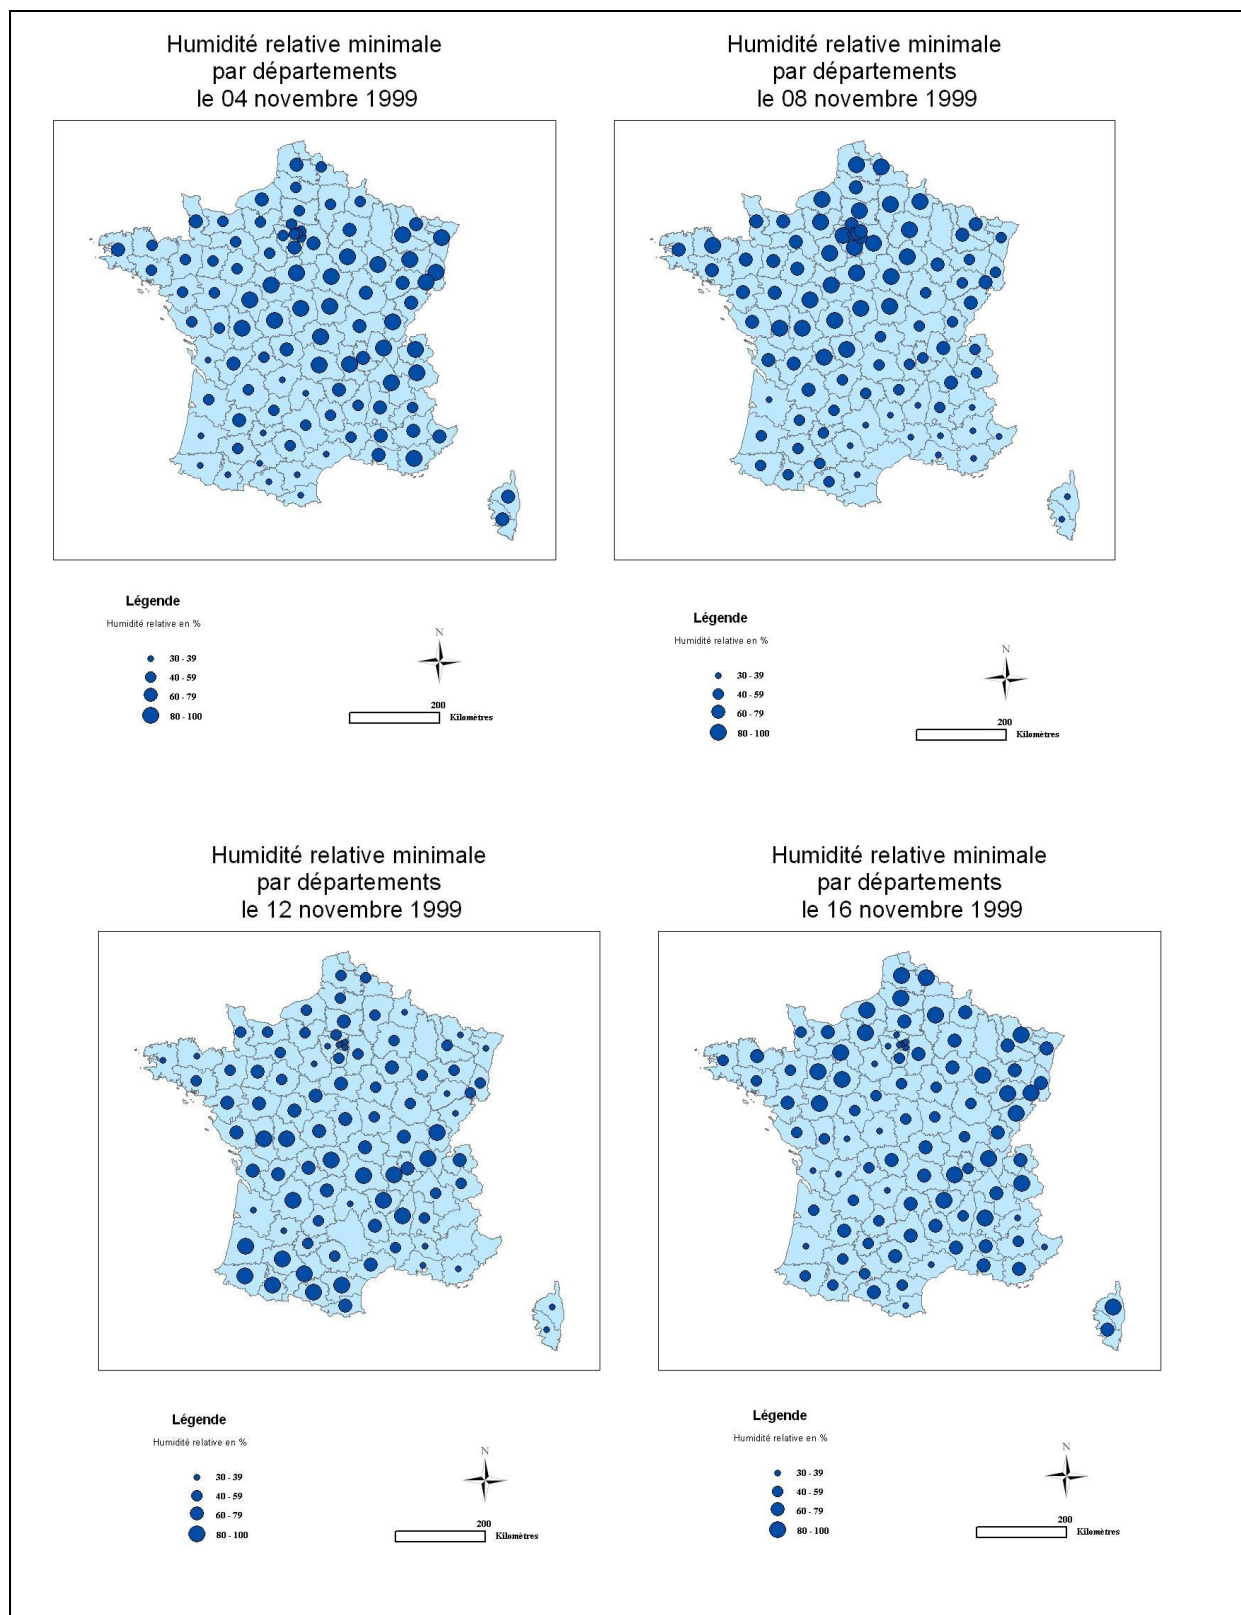 Humidité relative minimale
par départements
le 04 novembre 1999
Humidité relative minimale
par départements
le 08 novembre 1999
Légende
Humidité relative en %
30 - 39
40 - 59
60 - 79
80 - 100
N
200
Kilomètres
Légende
Humidité relative en %
30 - 39
40 - 59
60 - 79
80 - 100
N
200
Kilomètres
Humidité relative minimale
par départements
le 12 novembre 1999
Humidité relative minimale
par départements
le 16 novembre 1999
Légende
Humidité relative en %
30 - 39
40 - 59
60 - 79
80 - 100
N
200
Kilomètres
Légende
Humidité relative en %
30 - 39
40 - 59
60 - 79
80 - 100
N
200
Kilomètres